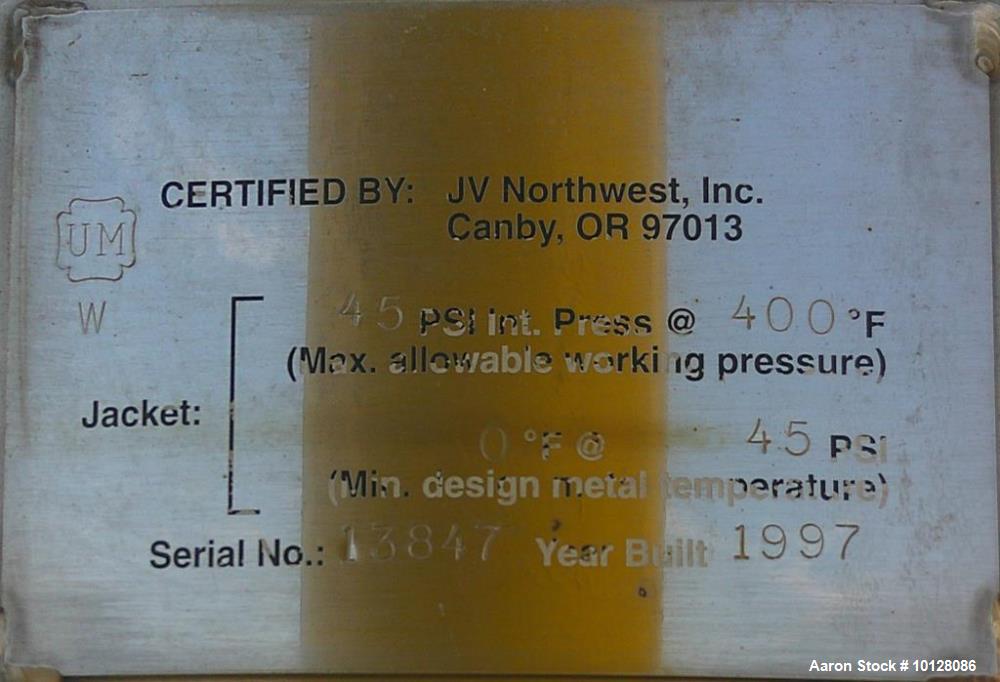 CERTIFIED BY: JV Northwest, Inc.
Canby, OR 97013
UM
W
45 PSI Int. Press @ 400 °F
(Max. allowable working pressure)
Jacket:
0 °F @ 45 PSI
(Min. design metal temperature)
Serial No.: 13847 Year Built 1997
Aaron Stock # 10128086